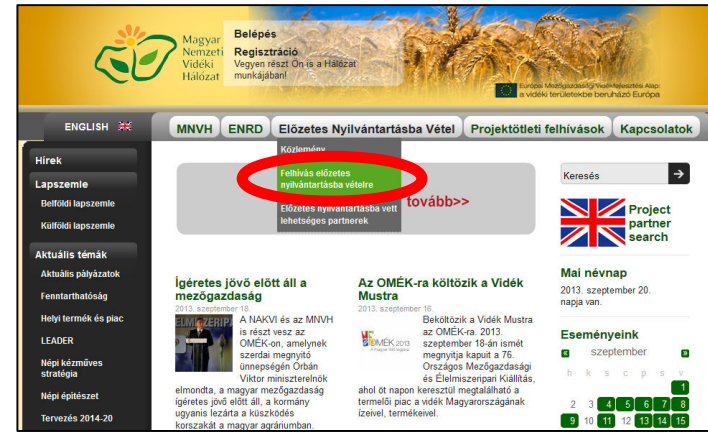 Magyar
Nemzeti
Vidéki
Hálózat
Belépés
Regisztráció
Vegyen részt Ön is a Hálózat
munkájában!
Európai Mezőgazdasági Vidékfejlesztési Alap:
a vidéki területekbe beruházó Európa
ENGLISH
MNVH
ENRD
Előzetes Nyilvántartásba Vétel
Projektötleti felhívások
Kapcsolatok
Hírek
Lapszemle
Belföldi lapszemle
Külföldi lapszemle
Aktuális témák
Aktuális pályázatok
Fenntarthatóság
Helyi termék és piac
LEADER
Népi kézműves
stratégia
Népi építészet
Tervezés 2014-20
Közlemény
Felhívás előzetes
nyilvántartásba vételre
Előzetes nyilvántartásba vett
lehetséges partnerek
tovább>>
Ígéretes jövő előtt áll a
mezőgazdaság
2013. szeptember 18.
A NAKVI és az MNVH
is részt vesz az
OMÉK-on, amelynek
szerdai megnyitó
ünnepségén Orbán
Viktor miniszterelnök
elmondta, a magyar mezőgazdaság
ígéretes jövő előtt áll, a kormány
ugyanis lezárta a küszködés
korszakát a magyar agráriumban.
Az OMÉK-ra költözik a Vidék
Mustra
2013. szeptember 16.
OMÉK 2013
Beköltözik a Vidék Mustra
az OMÉK-ra. 2013.
szeptember 18-án ismét
megnyitja kapuit a 76.
Országos Mezőgazdasági
és Élelmiszeripari Kiállítás,
ahol öt napon keresztül megtalálható a
termelői piac a vidék Magyarországának
ízeivel, termékeivel.
Keresés
Project
partner
search
Mai névnap
2013. szeptember 20.
napja van.
Eseményeink
szeptember
h k s c p s v
1
2 3 4 5 6 7 8
9 10 11 12 13 14 15